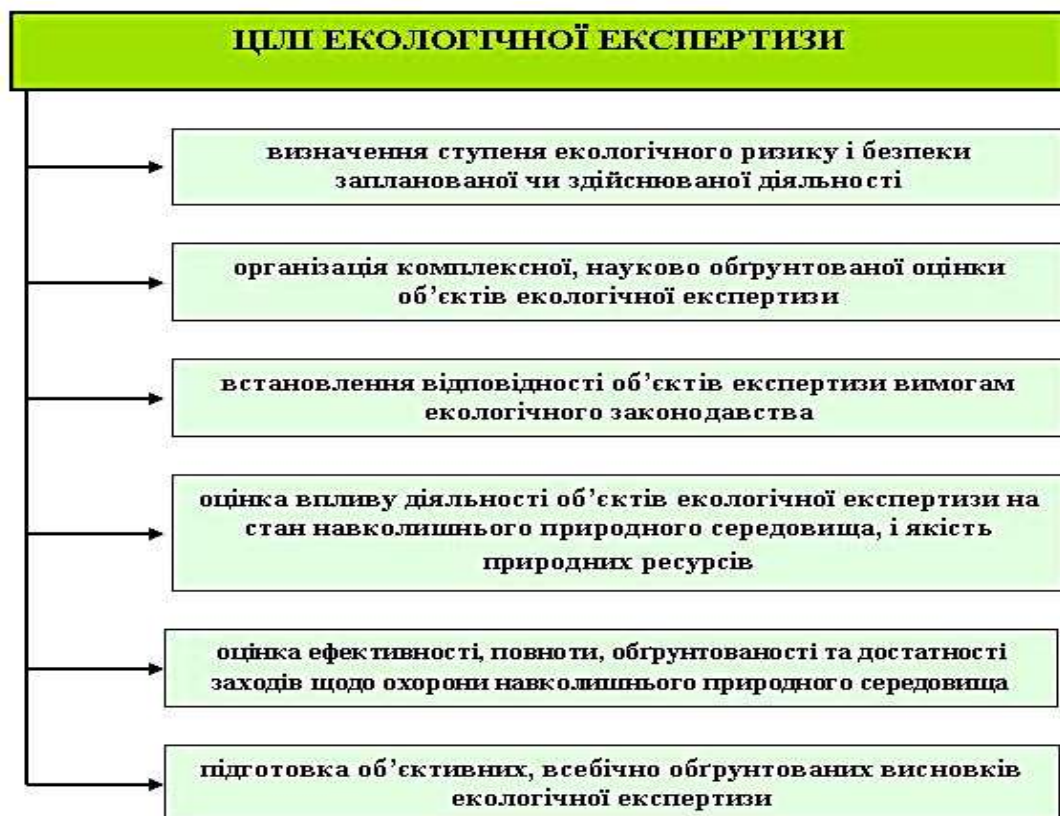 ЦІЛІ ЕКОЛОГІЧНОЇ ЕКСПЕРТИЗИ
визначення ступеня екологічного ризику і безпеки
запланованої чи здійснюваної діяльності
організація комплексної, науково обґрунтованої оцінки
об’єктів екологічної експертизи
встановлення відповідності об’єктів експертизи вимогам
екологічного законодавства
оцінка впливу діяльності об’єктів екологічної експертизи на
стан навколишнього природного середовища, і якість
природних ресурсів
оцінка ефективності, повноти, обґрунтованості та достатності
заходів щодо охорони навколишнього природного середовища
підготовка об’єктивних, всебічно обґрунтованих висновків
екологічної експертизи